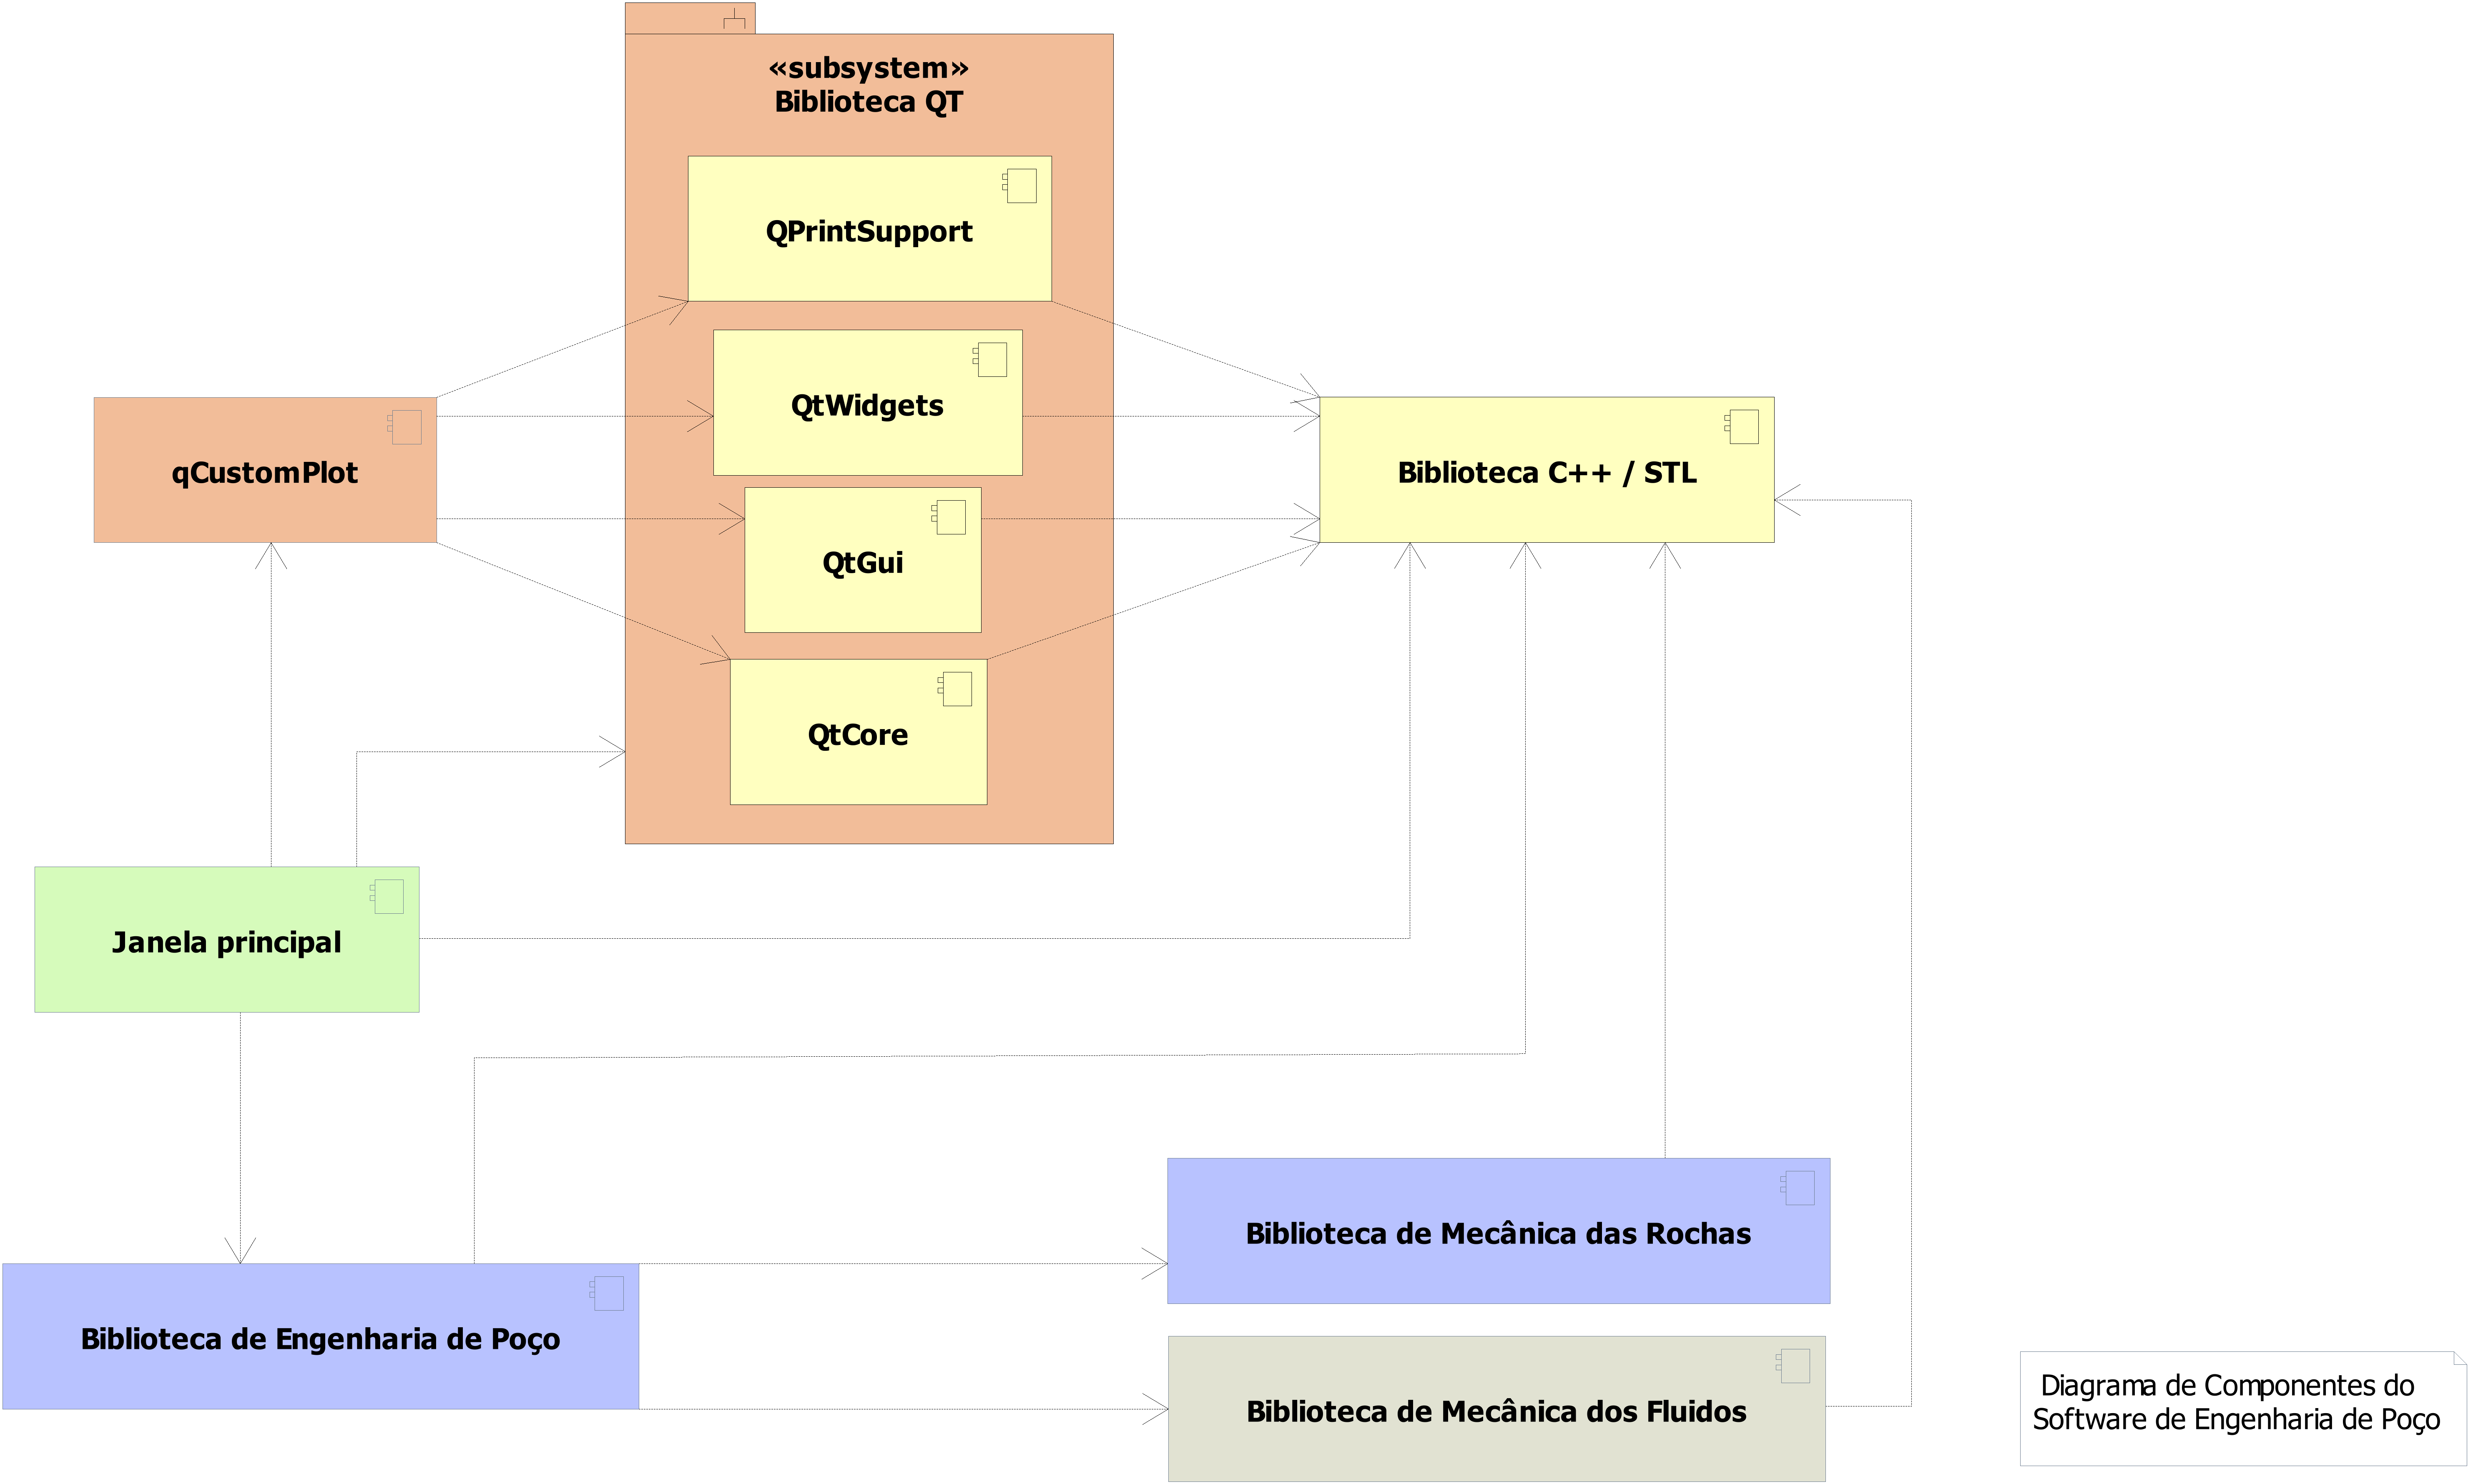 «subsystem»
Biblioteca QT
QPrintSupport
QtWidgets
qCustomPlot
Biblioteca C++ / STL
QtGui
QtCore
Janela principal
Biblioteca de Mecânica das Rochas
Biblioteca de Engenharia de Poço
Biblioteca de Mecânica dos Fluidos
Diagrama de Componentes do
Software de Engenharia de Poço